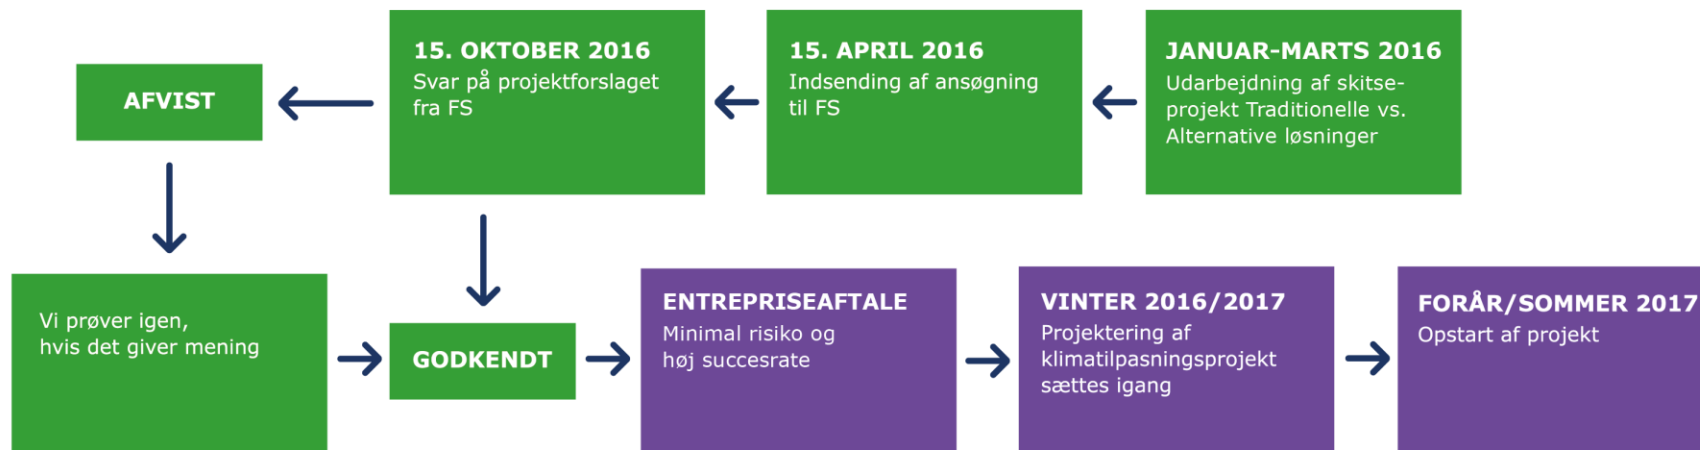 15. OKTOBER 2016
Svar på projektforslaget
fra FS
15. APRIL 2016
Indsending af ansøgning
til FS
JANUAR-MARTS 2016
Udarbejdning af skitse-
projekt Traditionelle vs.
Alternative løsninger
AFVIST
Vi prøver igen,
hvis det giver mening
GODKENDT
ENTREPRISEAFTALE
Minimal risiko og
høj succesrate
VINTER 2016/2017
Projektering af
klimatilpasningsprojekt
sættes igang
FORÅR/SOMMER 2017
Opstart af projekt